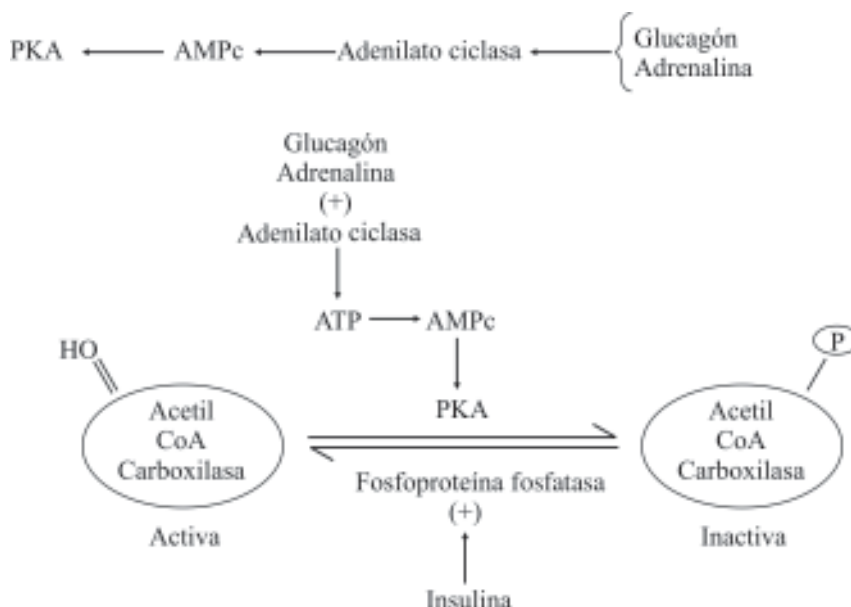 PKA AMPc Adenilato ciclasa Glucagón
Adrenalina
Glucagón
Adrenalina
(+)
Adenilato ciclasa
ATP AMPc
HO
P
PKA
Acetil
CoA
Carboxilasa
Acetil
CoA
Carboxilasa
Fosfoproteína fosfatasa
(+)
Activa
Inactiva
Insulina